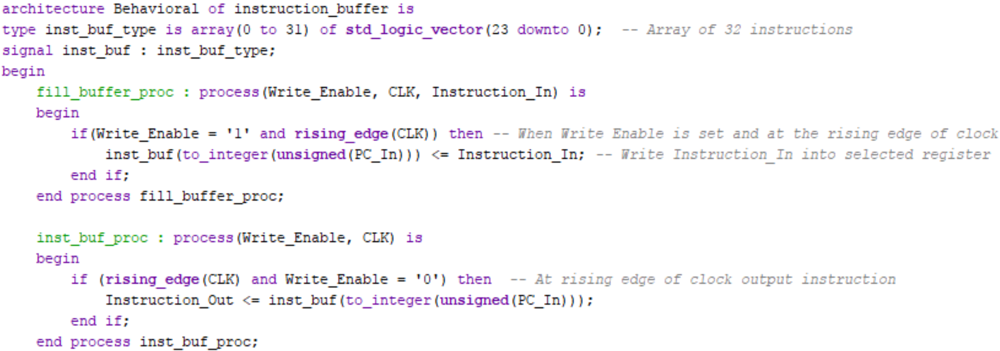 architecture Behavioral of instruction_buffer is
type inst_buf_type is array(0 to 31) of std_logic_vector(23 downto 0);  -- Array of 32 instructions
signal inst_buf : inst_buf_type;
begin
    fill_buffer_proc : process(Write_Enable, CLK, Instruction_In) is
    begin
        if(Write_Enable = '1' and rising_edge(CLK)) then -- When Write Enable is set and at the rising edge of clock
            inst_buf(to_integer(unsigned(PC_In))) <= Instruction_In; -- Write Instruction_In into selected register
        end if;
    end process fill_buffer_proc;

    inst_buf_proc : process(Write_Enable, CLK) is
    begin
        if (rising_edge(CLK) and Write_Enable = '0') then  -- At rising edge of clock output instruction
            Instruction_Out <= inst_buf(to_integer(unsigned(PC_In)));
        end if;
    end process inst_buf_proc;